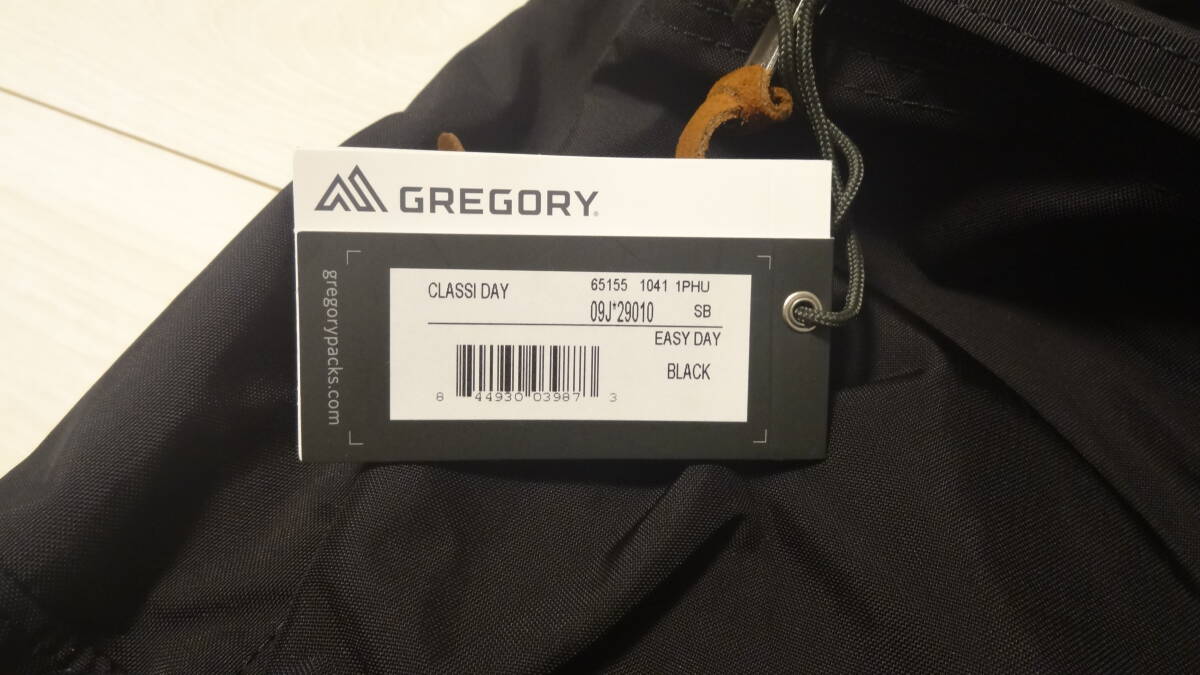 GREGORY
gregorypacks.com
CLASSI DAY 65155 1041 1PHU
09J*29010 SB
EASY DAY
BLACK
8 44930 03987 3